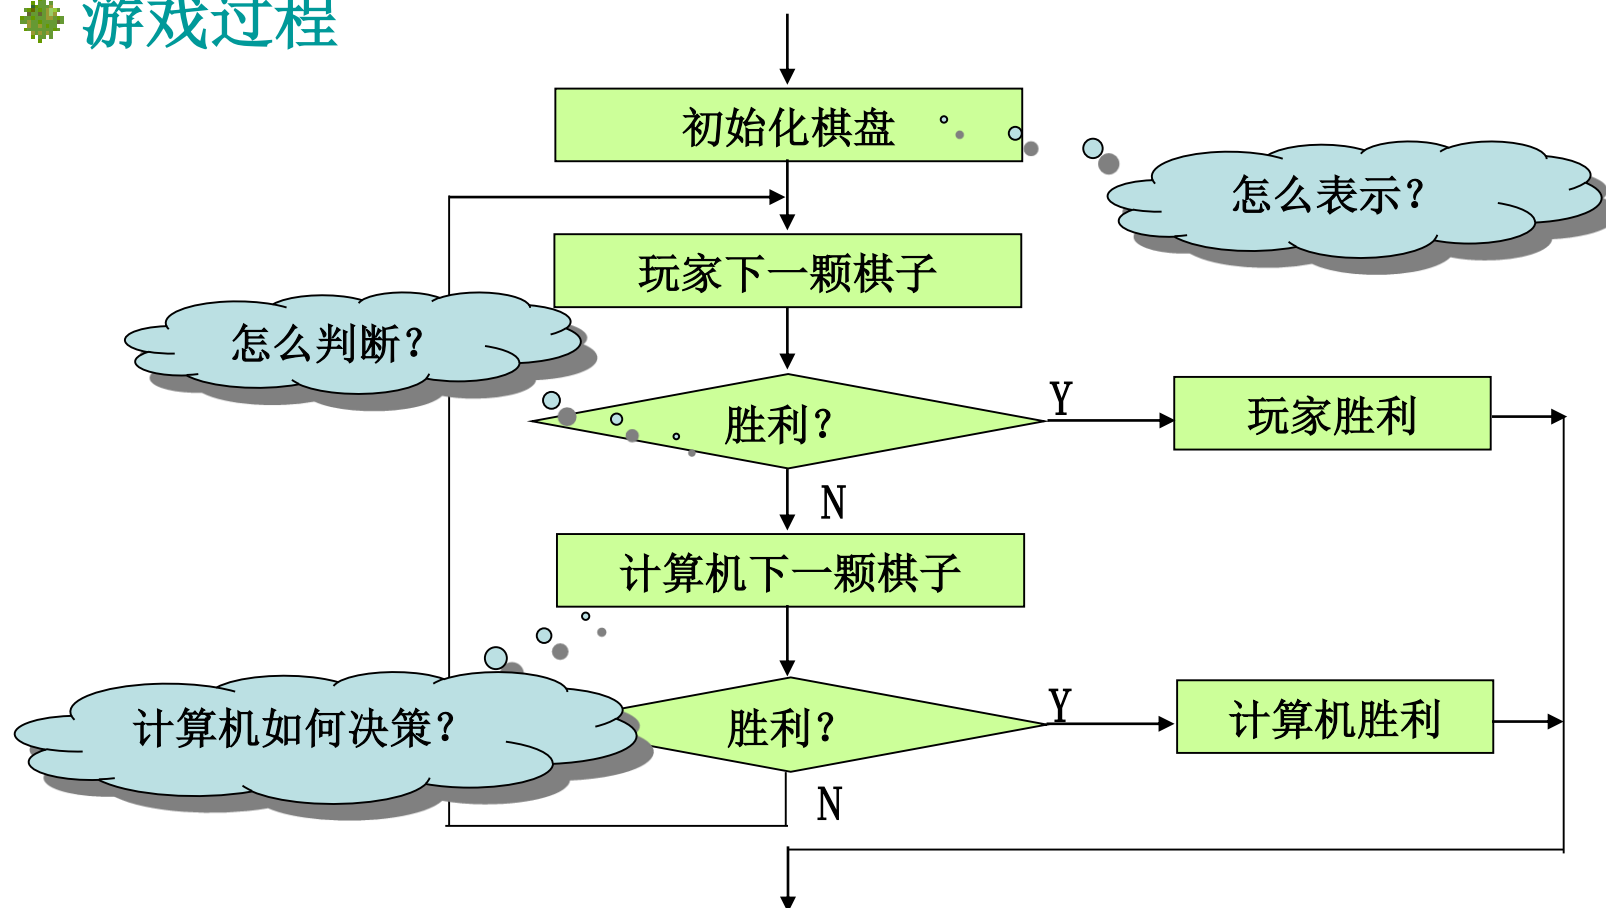 游戏过程
初始化棋盘
怎么表示？
玩家下一颗棋子
怎么判断？
胜利？
Y
玩家胜利
N
计算机下一颗棋子
计算机如何决策？
胜利？
Y
计算机胜利
N